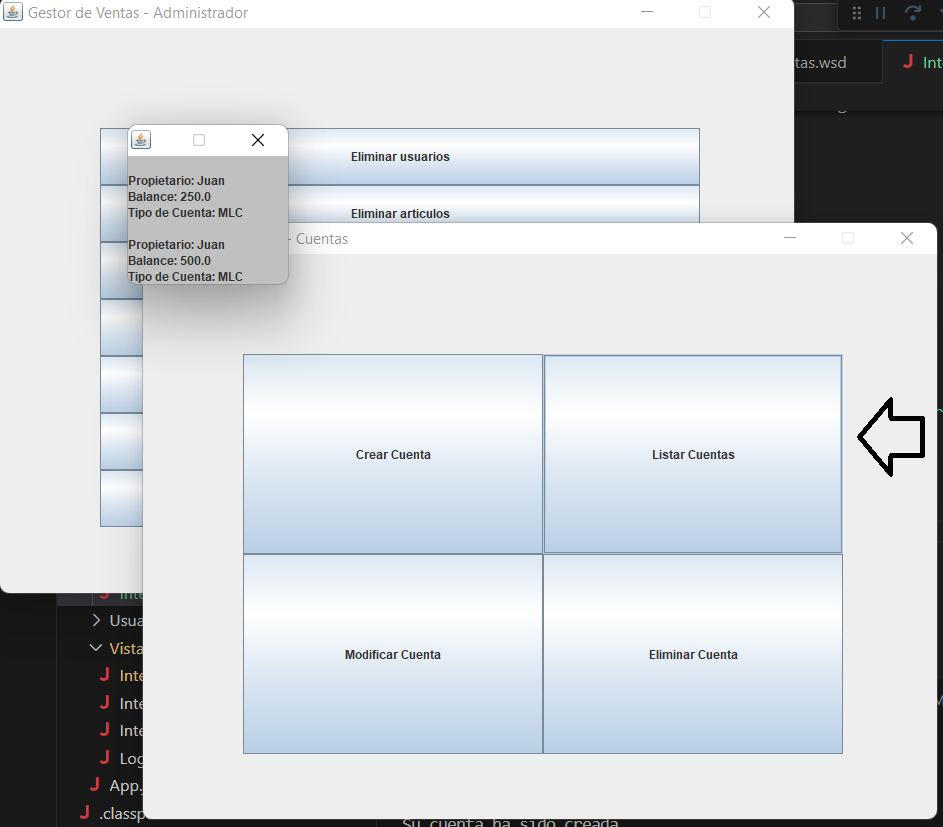 Gestor de Ventas - Administrador
tas.wsd
J Int
Eliminar usuarios
Eliminar articulos
Propietario: Juan
Balance: 250.0
Tipo de Cuenta: MLC
Propietario: Juan
Balance: 500.0
Tipo de Cuenta: MLC
- Cuentas
Crear Cuenta
Listar Cuentas
Modificar Cuenta
Eliminar Cuenta
J Inte
Usua
Vista
J Inte
J Inte
J Inte
J Log
J App.
J .classp
Su cuenta ha sido creada